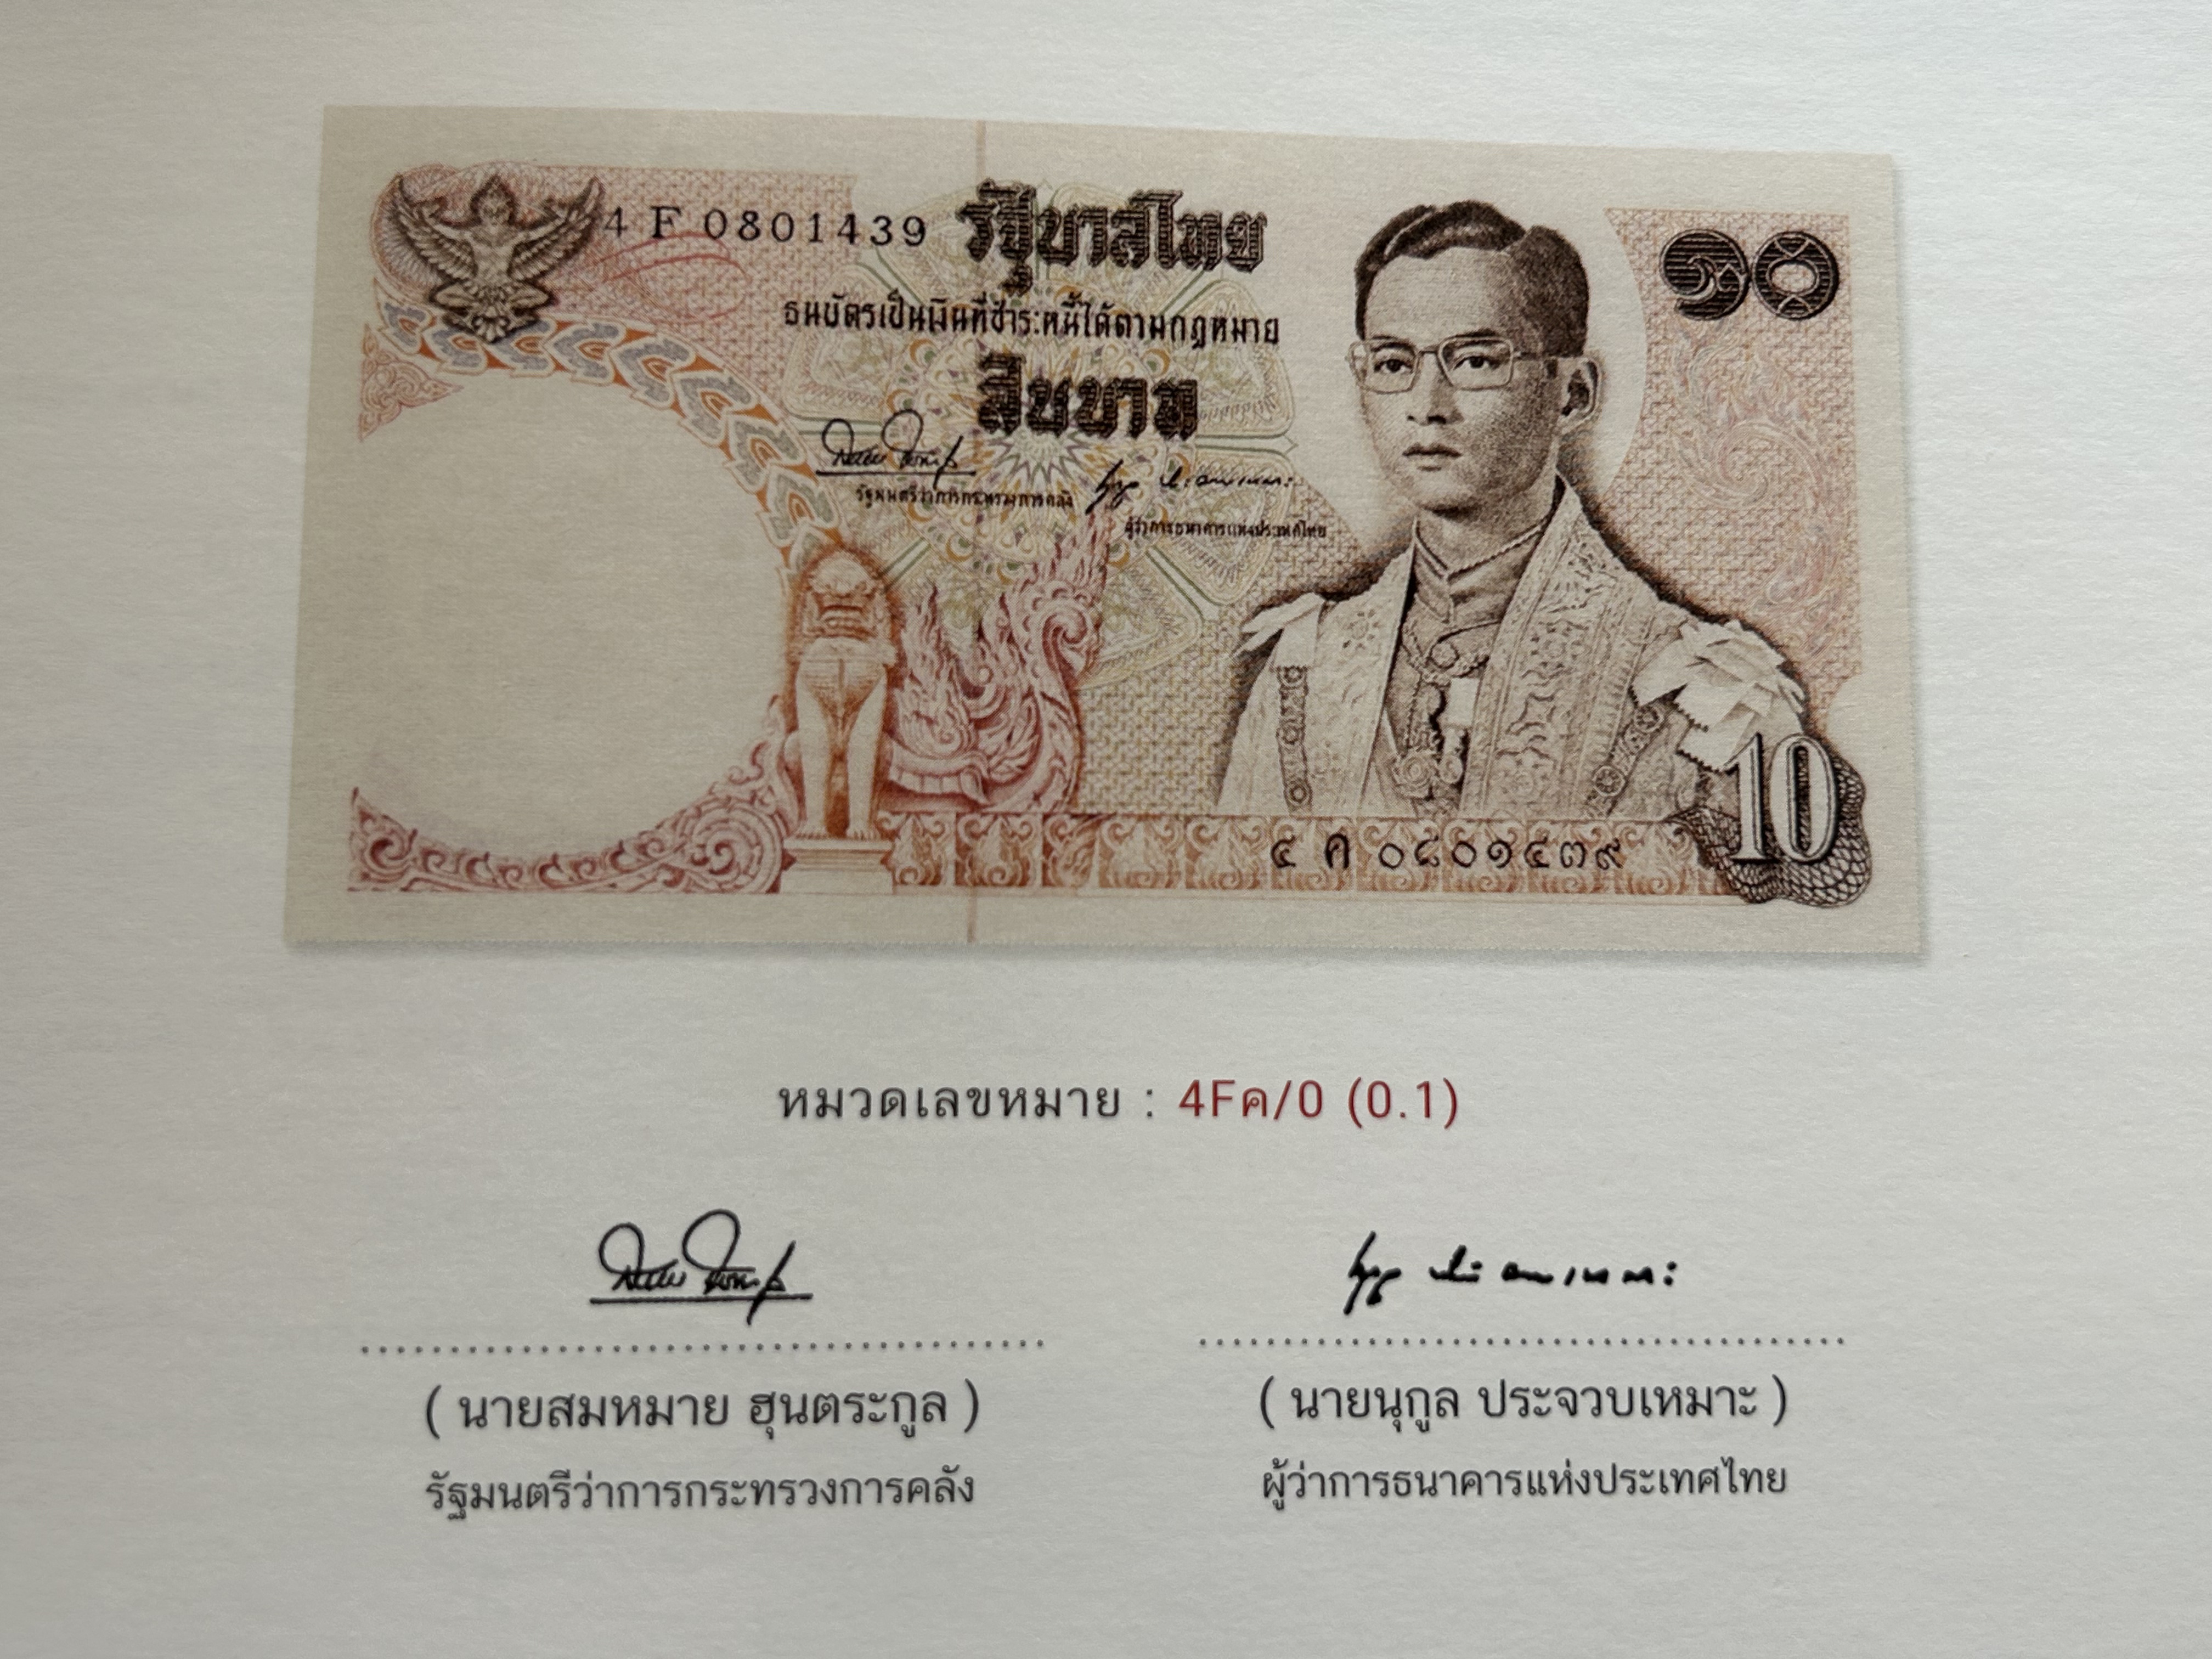 4 F 0801439
รัฐบาลไทย
๑๐
ธนบัตรเป็นเงินที่ชำระหนี้ได้ตามกฎหมาย
สิบบาท
รัฐมนตรีว่าการกระทรวงการคลัง
ผู้ว่าการธนาคารแห่งประเทศไทย
10
๔ ค ๐๘๐๑๔๓๙
หมวดเลขหมาย : 4Fค/0 (0.1)
( นายสมหมาย ฮุนตระกูล ) ( นายนุกูล ประจวบเหมาะ )
รัฐมนตรีว่าการกระทรวงการคลัง ผู้ว่าการธนาคารแห่งประเทศไทย